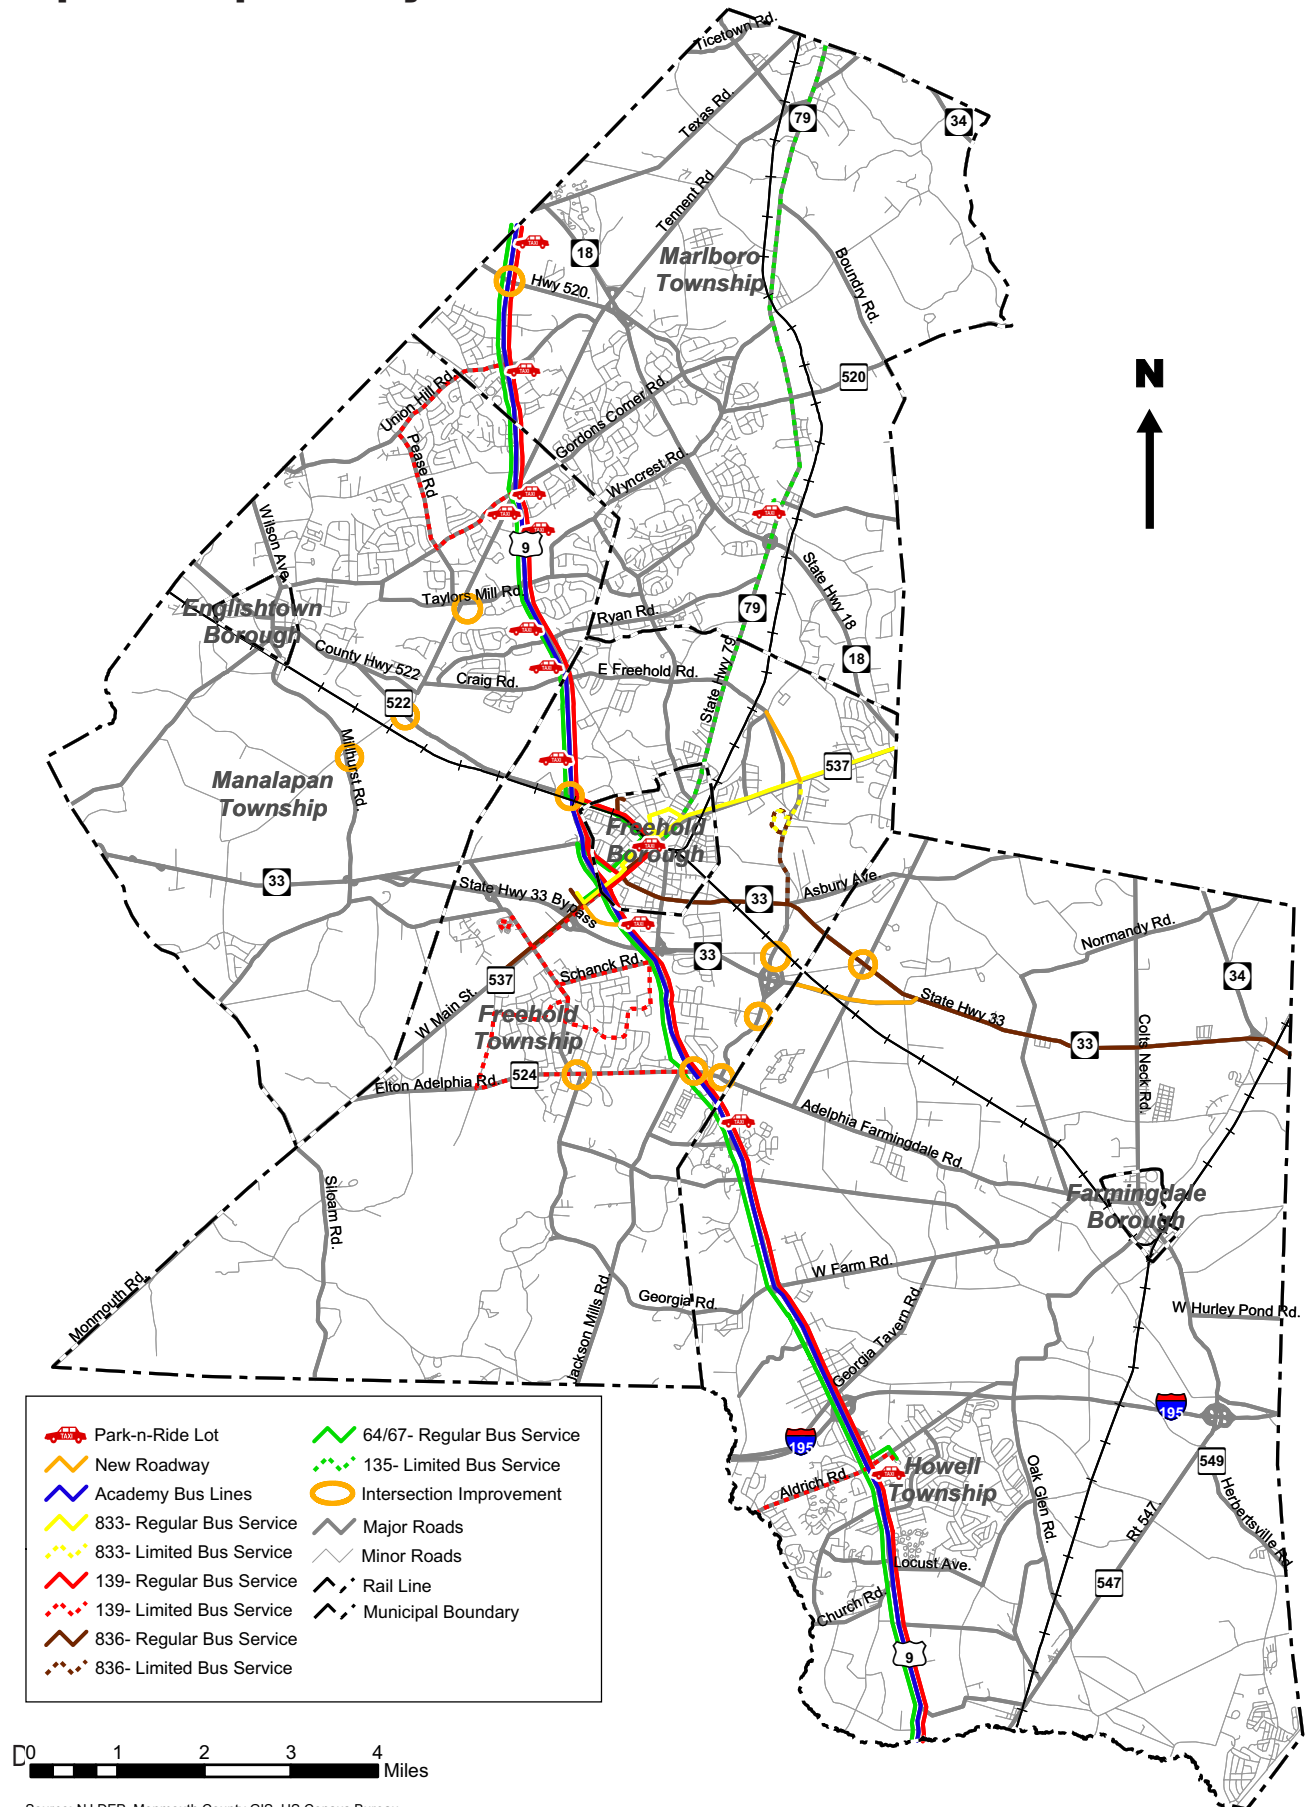 Ticetown Rd.
Texas Rd.
79
34
Tennent Rd
18
Marlboro
Township
Boundry Rd.
Hwy 520.
520
N
Union Hill Rd.
Gordons Corner Rd.
Pease Rd
Wyncrest Rd.
Wilson Ave.
9
State Hwy 18
Taylors Mill Rd.
Englishtown
Borough
Ryan Rd.
79
18
County Hwy 522
Craig Rd.
E Freehold Rd.
State Hwy 79
522
Millhurst Rd
537
Manalapan
Township
Freehold
Borough
33
State Hwy 33 Bypass
33
Asbury Ave.
Normandy Rd.
33
34
Schanck Rd.
537
W Main St.
State Hwy 33
Freehold
Township
33
Colts Neck Rd.
Elton Adelphia Rd.
524
Adelphia Farmingdale Rd.
Farmingdale
Borough
Siloam Rd.
W Farm Rd.
Monmouth Rd.
Georgia Rd.
Jackson Mills Rd.
Georgia Tavern Rd
W Hurley Pond Rd.
195
195
Howell
Township
Aldrich Rd.
Oak Glen Rd.
549
Herbertsville Rd
Rt 547
Locust Ave.
547
Church Rd.
9
TAXI Park-n-Ride Lot
New Roadway
Academy Bus Lines
833- Regular Bus Service
833- Limited Bus Service
139- Regular Bus Service
139- Limited Bus Service
836- Regular Bus Service
836- Limited Bus Service
64/67- Regular Bus Service
135- Limited Bus Service
Intersection Improvement
Major Roads
Minor Roads
Rail Line
Municipal Boundary
0 1 2 3 4
Miles